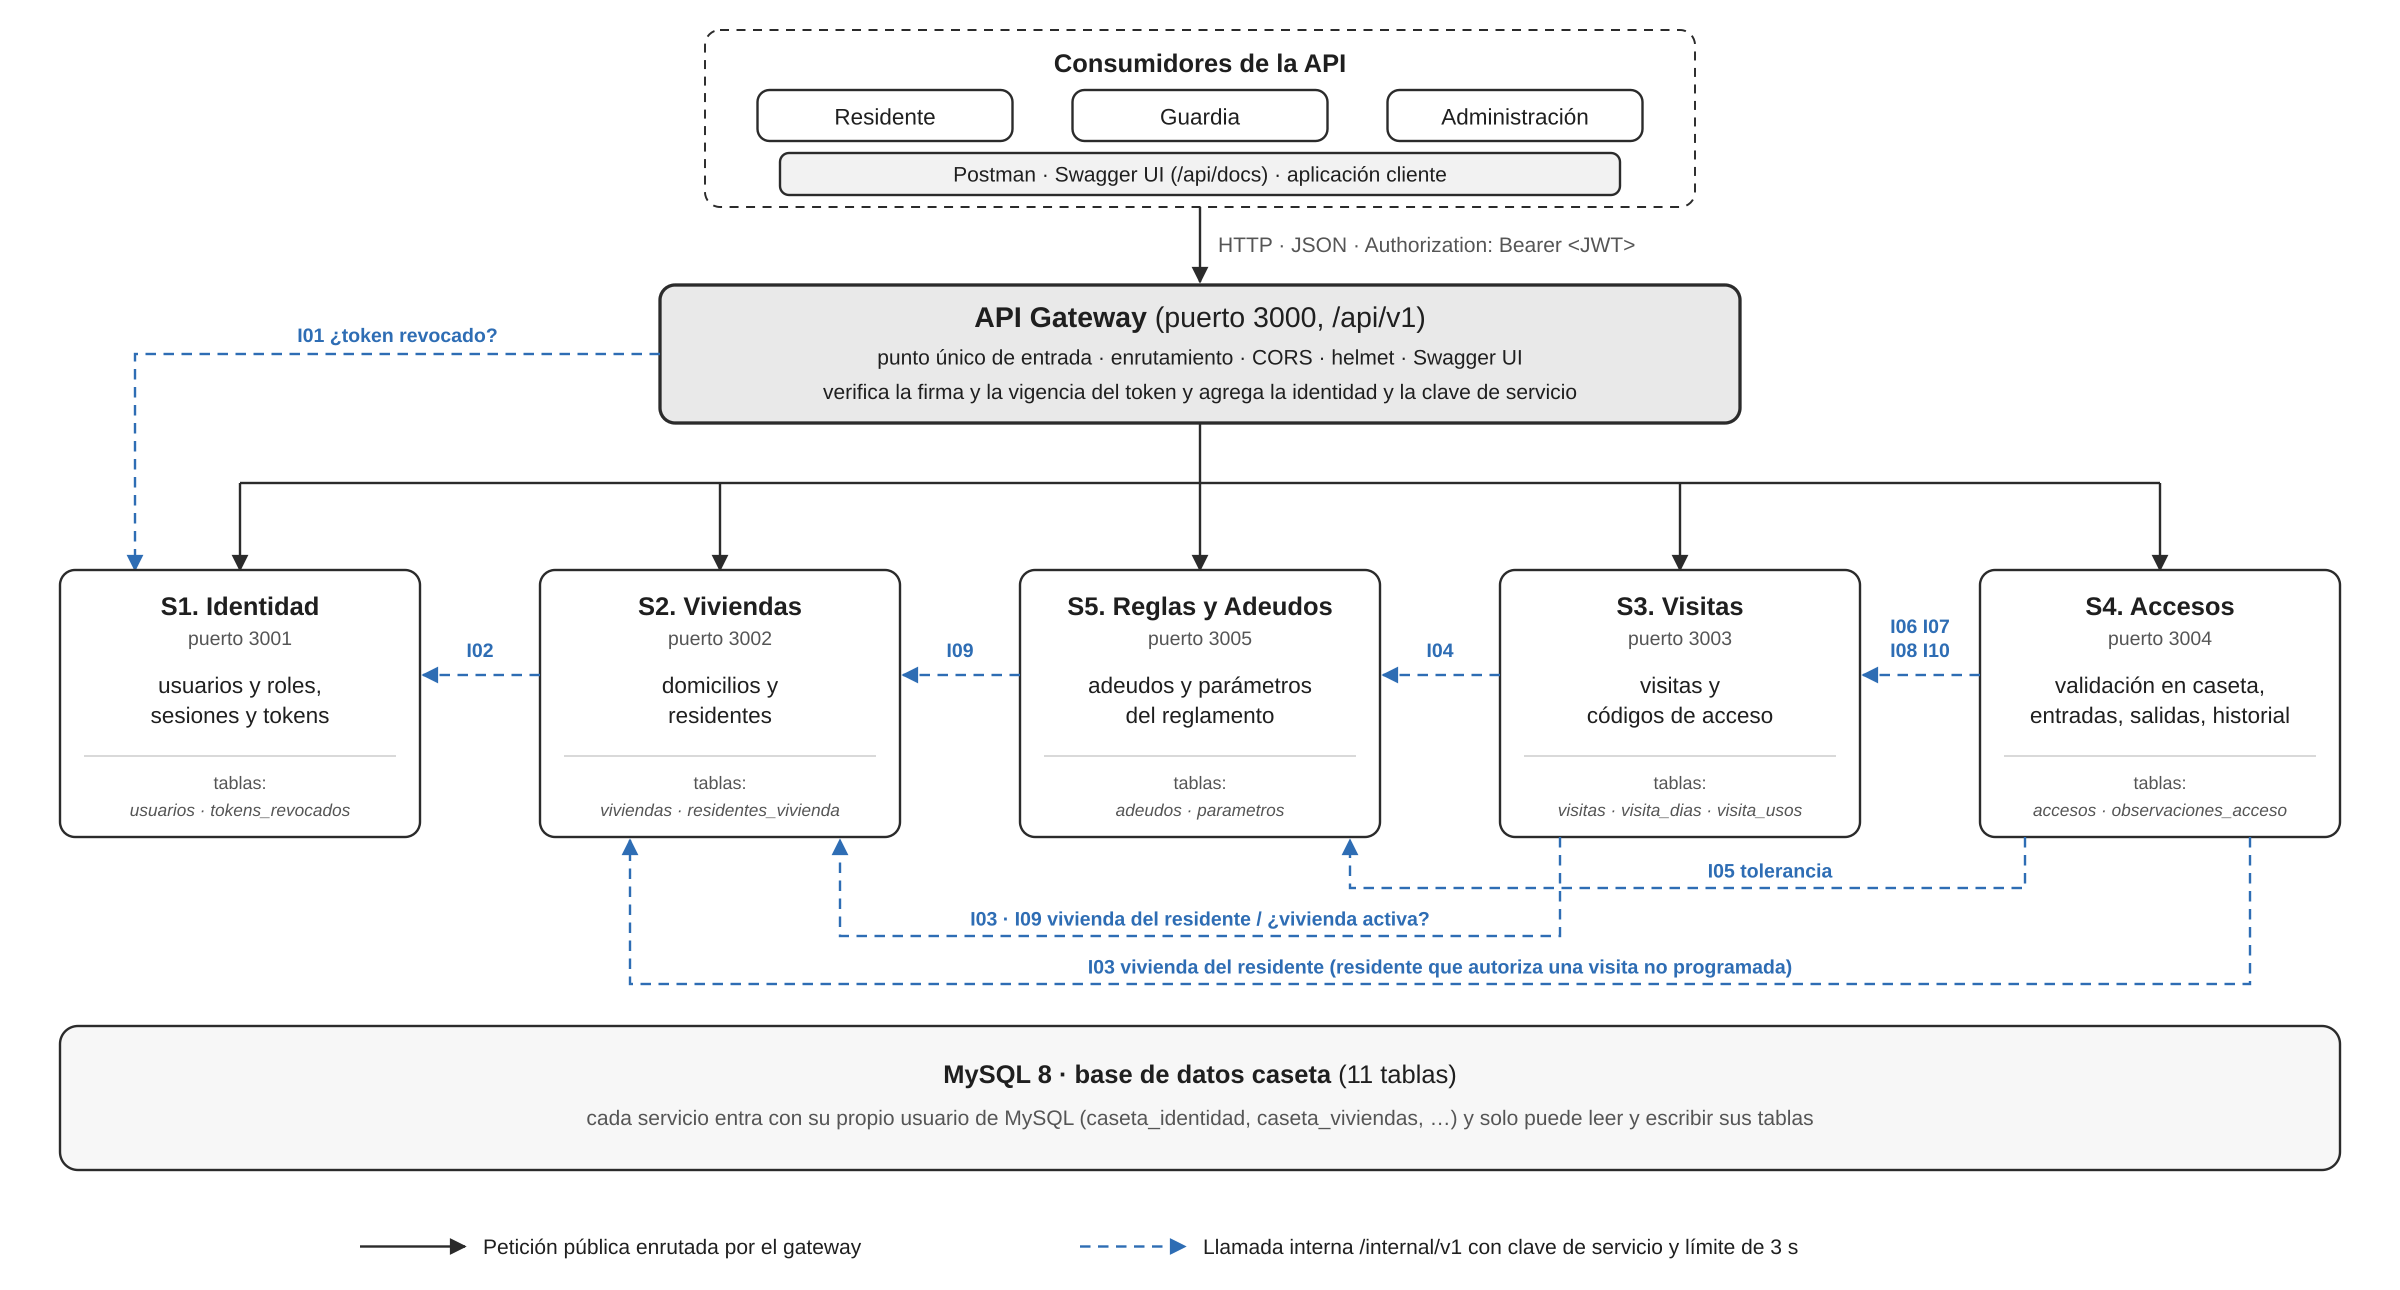 Consumidores de la API
Residente
Guardia
Administración
Postman · Swagger UI (/api/docs) · aplicación cliente
HTTP · JSON · Authorization: Bearer <JWT>
API Gateway (puerto 3000, /api/v1)
punto único de entrada · enrutamiento · CORS · helmet · Swagger UI
verifica la firma y la vigencia del token y agrega la identidad y la clave de servicio
I01 ¿token revocado?
S1. Identidad
puerto 3001
usuarios y roles,
sesiones y tokens
tablas:
usuarios · tokens_revocados
I02
S2. Viviendas
puerto 3002
domicilios y
residentes
tablas:
viviendas · residentes_vivienda
I09
S5. Reglas y Adeudos
puerto 3005
adeudos y parámetros
del reglamento
tablas:
adeudos · parametros
I04
S3. Visitas
puerto 3003
visitas y
códigos de acceso
tablas:
visitas · visita_dias · visita_usos
I06 I07
I08 I10
S4. Accesos
puerto 3004
validación en caseta,
entradas, salidas, historial
tablas:
accesos · observaciones_acceso
I05 tolerancia
I03 · I09 vivienda del residente / ¿vivienda activa?
I03 vivienda del residente (residente que autoriza una visita no programada)
MySQL 8 · base de datos caseta (11 tablas)
cada servicio entra con su propio usuario de MySQL (caseta_identidad, caseta_viviendas, …) y solo puede leer y escribir sus tablas
Petición pública enrutada por el gateway
Llamada interna /internal/v1 con clave de servicio y límite de 3 s